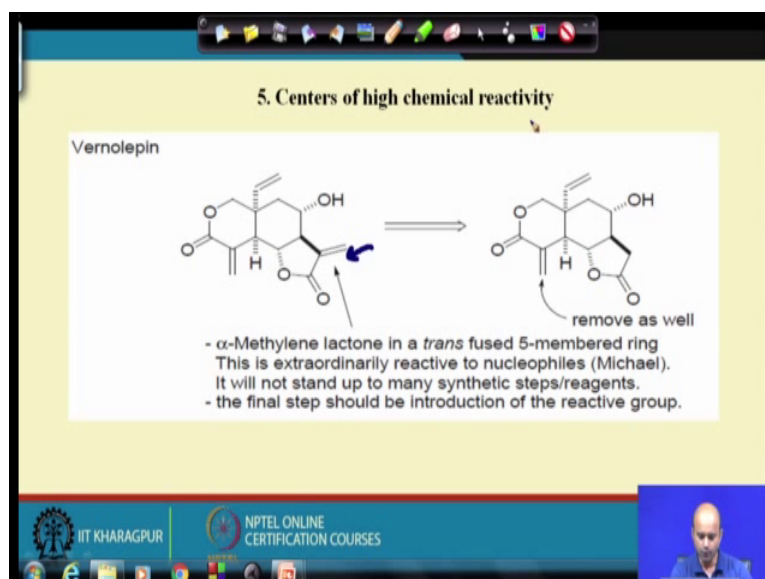 5. Centers of high chemical reactivity
Vernolepin
OH
O
O
H
O
O
OH
O
O
H
O
O
remove as well
- α-Methylene lactone in a trans fused 5-membered ring
This is extraordinarily reactive to nucleophiles (Michael).
It will not stand up to many synthetic steps/reagents.
- the final step should be introduction of the reactive group.
IIT KHARAGPUR
NPTEL ONLINE
CERTIFICATION COURSES